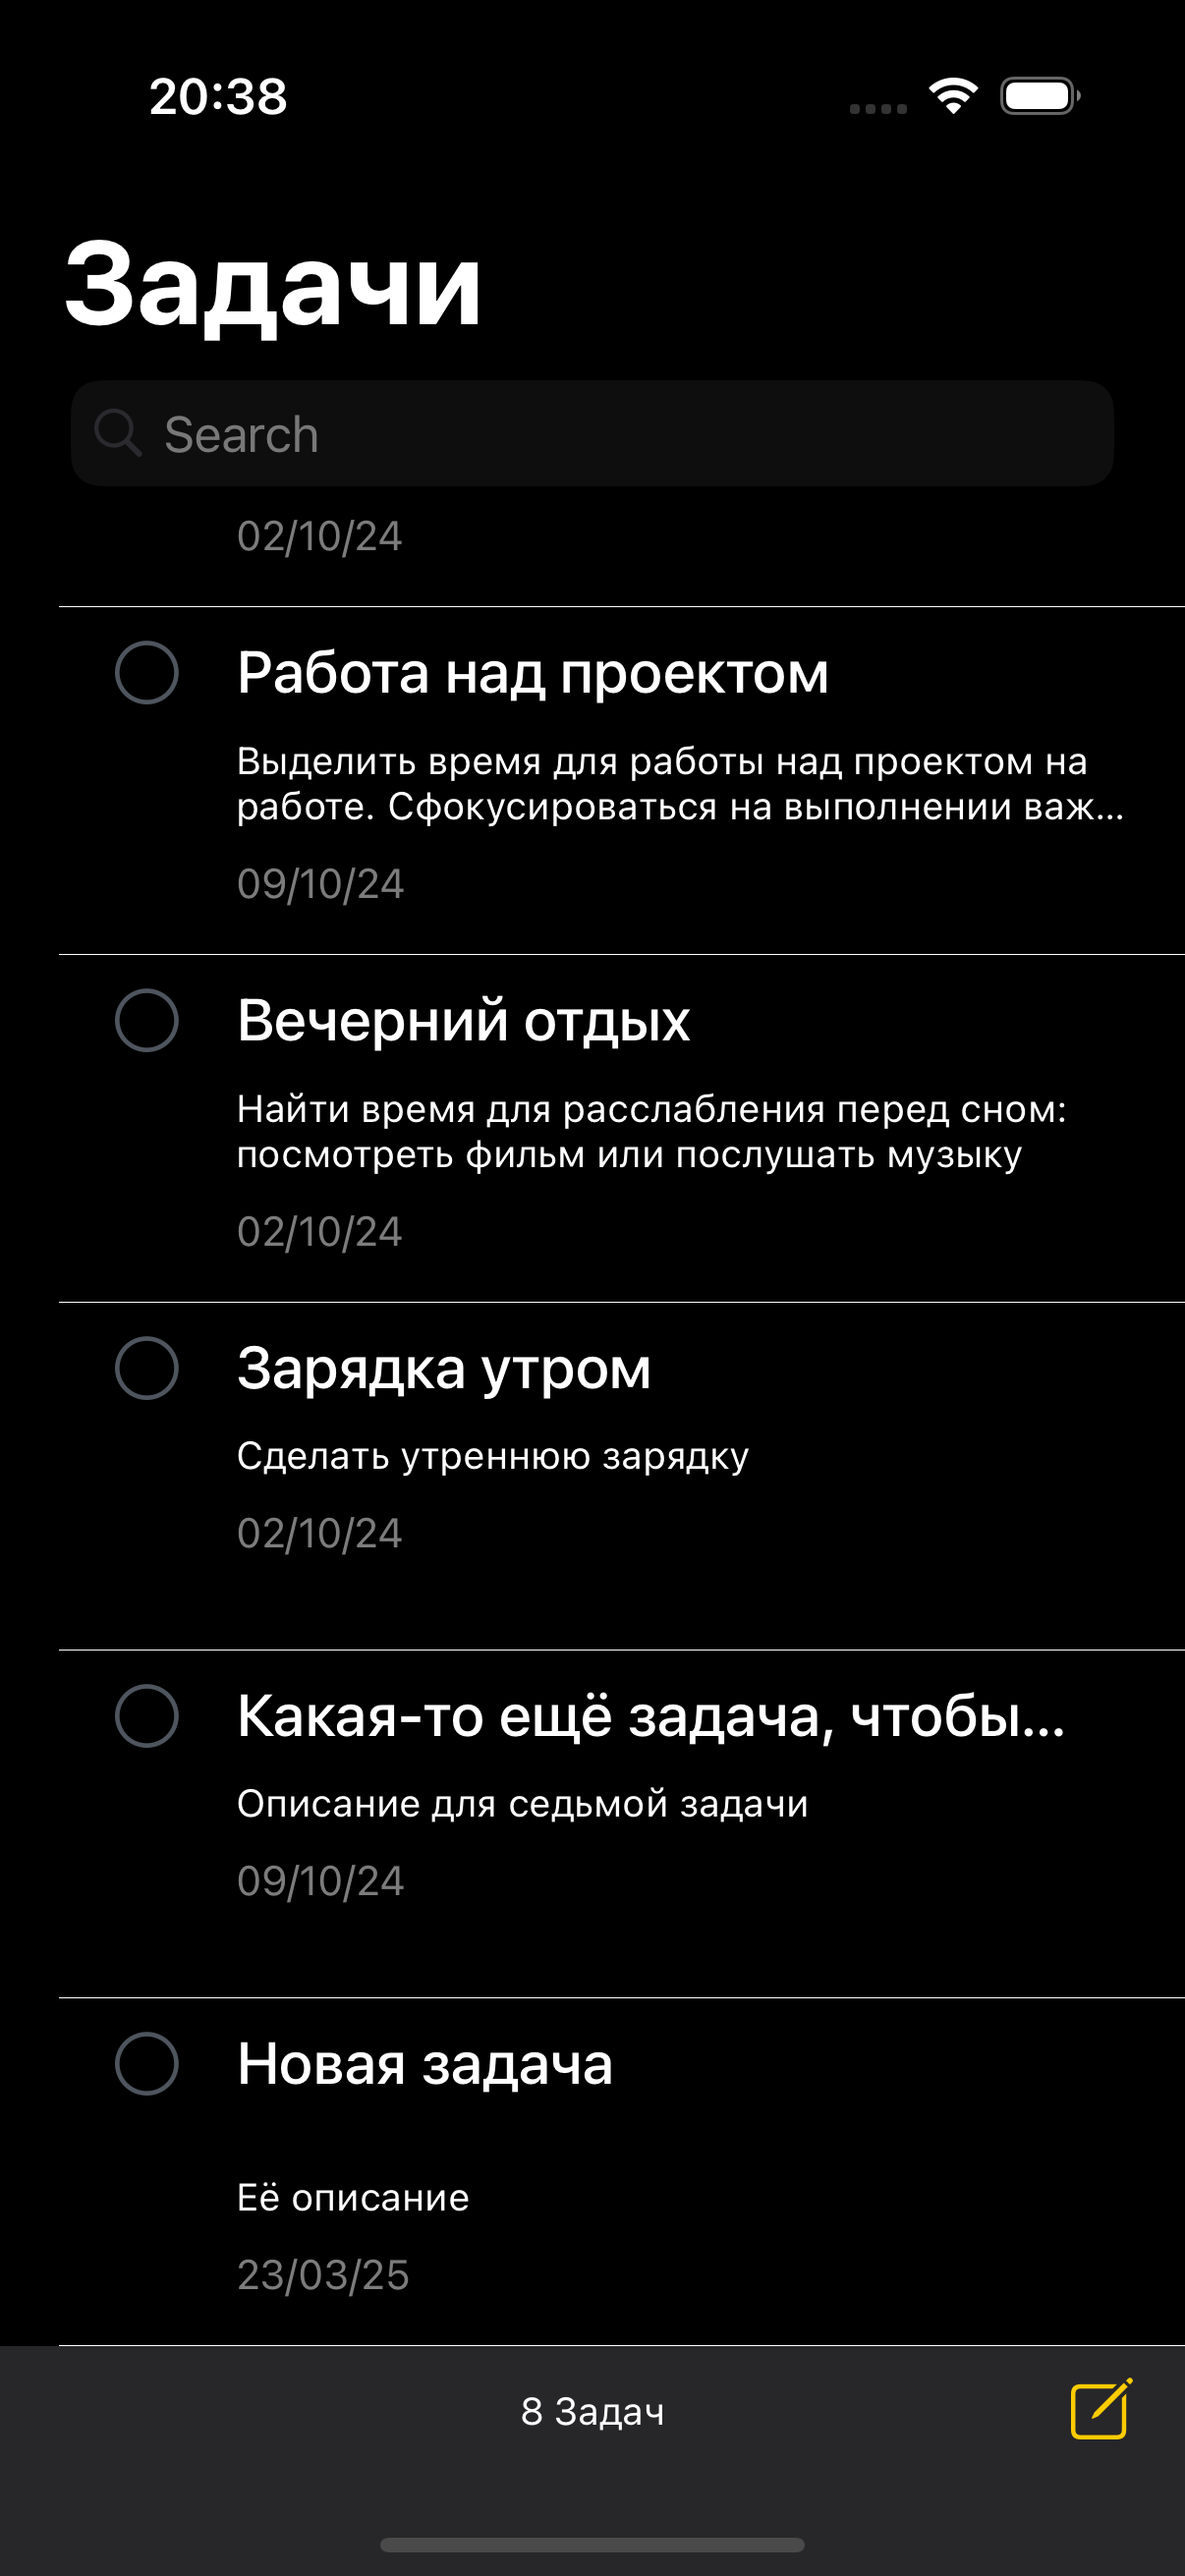 20:38
Задачи
Search
02/10/24
Работа над проектом
Выделить время для работы над проектом на
работе. Сфокусироваться на выполнении важ...
09/10/24
Вечерний отдых
Найти время для расслабления перед сном:
посмотреть фильм или послушать музыку
02/10/24
Зарядка утром
Сделать утреннюю зарядку
02/10/24
Какая-то ещё задача, чтобы...
Описание для седьмой задачи
09/10/24
Новая задача
Её описание
23/03/25
8 Задач